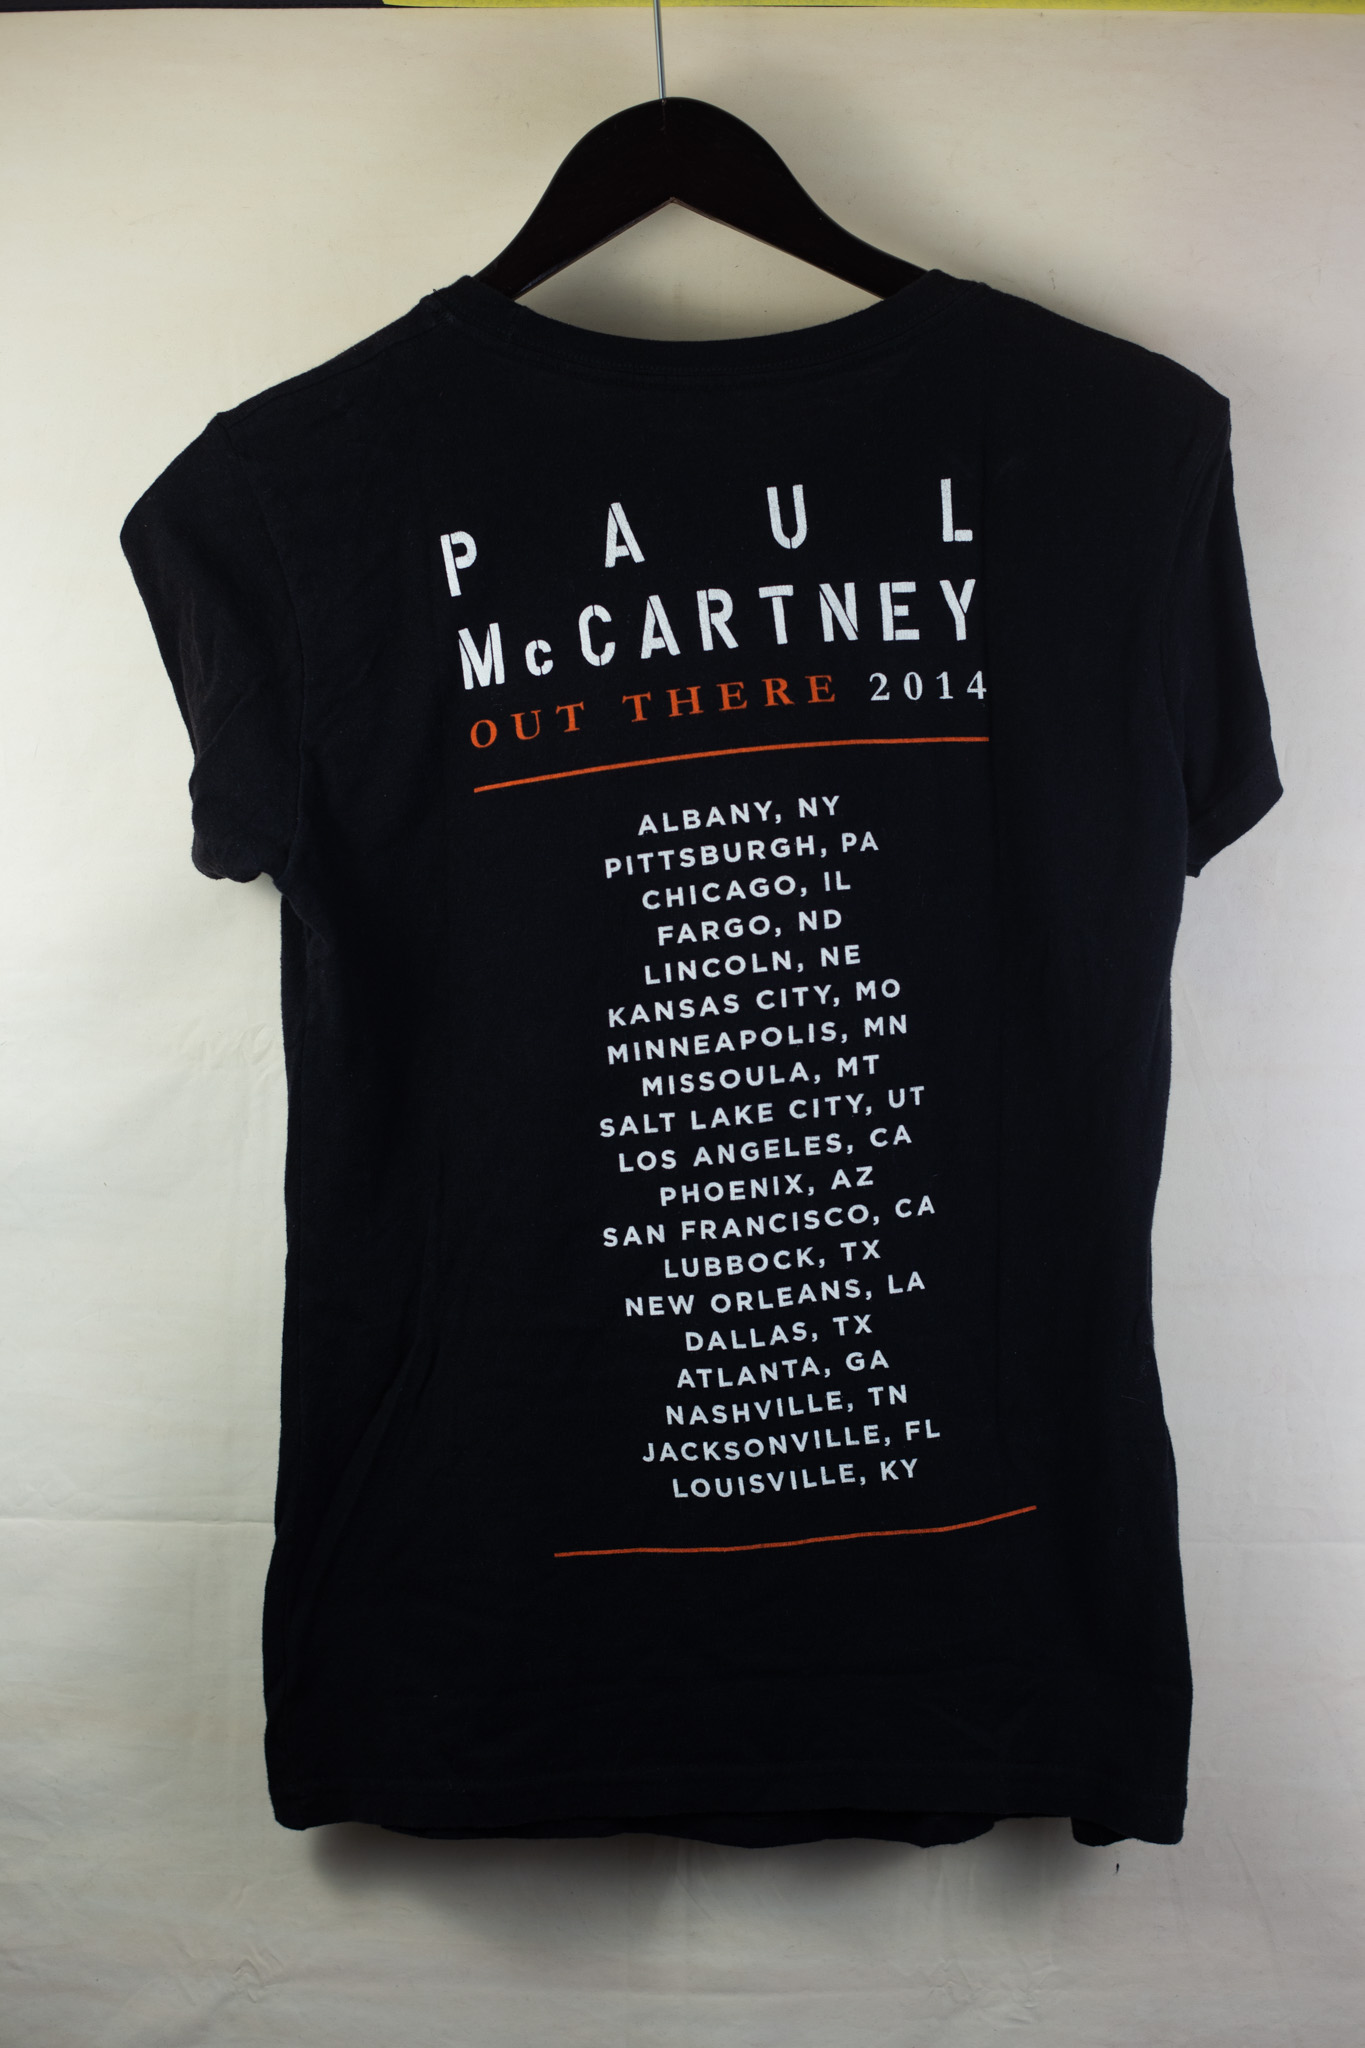 PAUL
McCARTNEY
OUT THERE 2014
ALBANY, NY
PITTSBURGH, PA
CHICAGO, IL
FARGO, ND
LINCOLN, NE
KANSAS CITY, MO
MINNEAPOLIS, MN
MISSOULA, MT
SALT LAKE CITY, UT
LOS ANGELES, CA
PHOENIX, AZ
SAN FRANCISCO, CA
LUBBOCK, TX
NEW ORLEANS, LA
DALLAS, TX
ATLANTA, GA
NASHVILLE, TN
JACKSONVILLE, FL
LOUISVILLE, KY